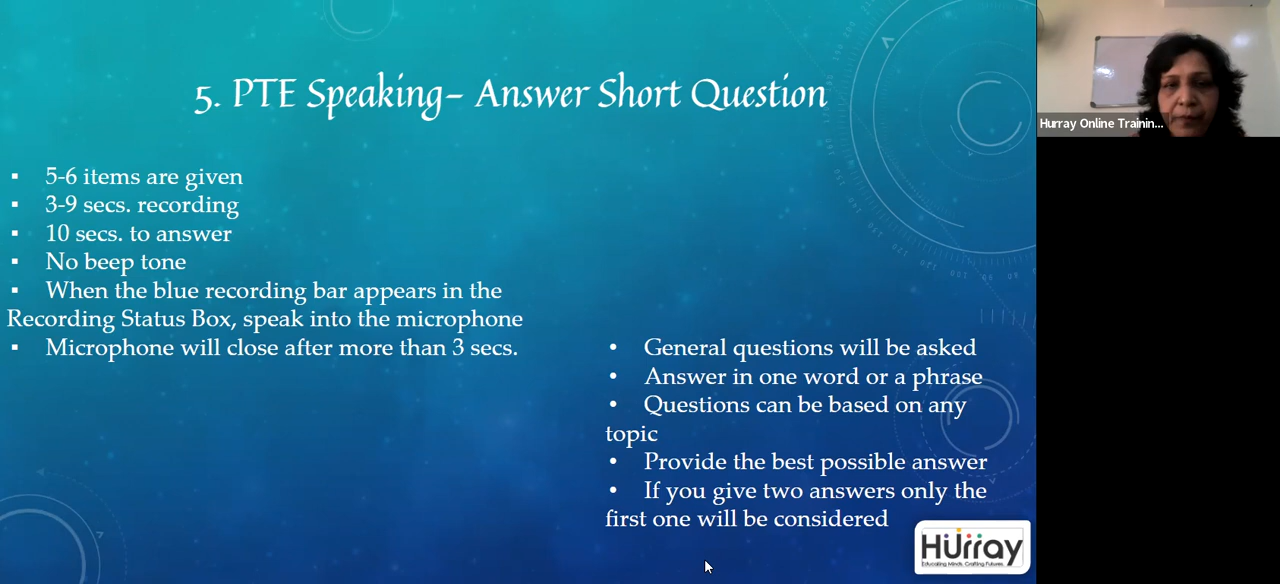 5. PTE Speaking– Answer Short Question
▪ 5-6 items are given
▪ 3-9 secs. recording
▪ 10 secs. to answer
▪ No beep tone
▪ When the blue recording bar appears in the
Recording Status Box, speak into the microphone
▪ Microphone will close after more than 3 secs.
• General questions will be asked
• Answer in one word or a phrase
• Questions can be based on any
topic
• Provide the best possible answer
• If you give two answers only the
first one will be considered
Hurray
Educating Minds, Crafting Futures.
Hurray Online Trainin...